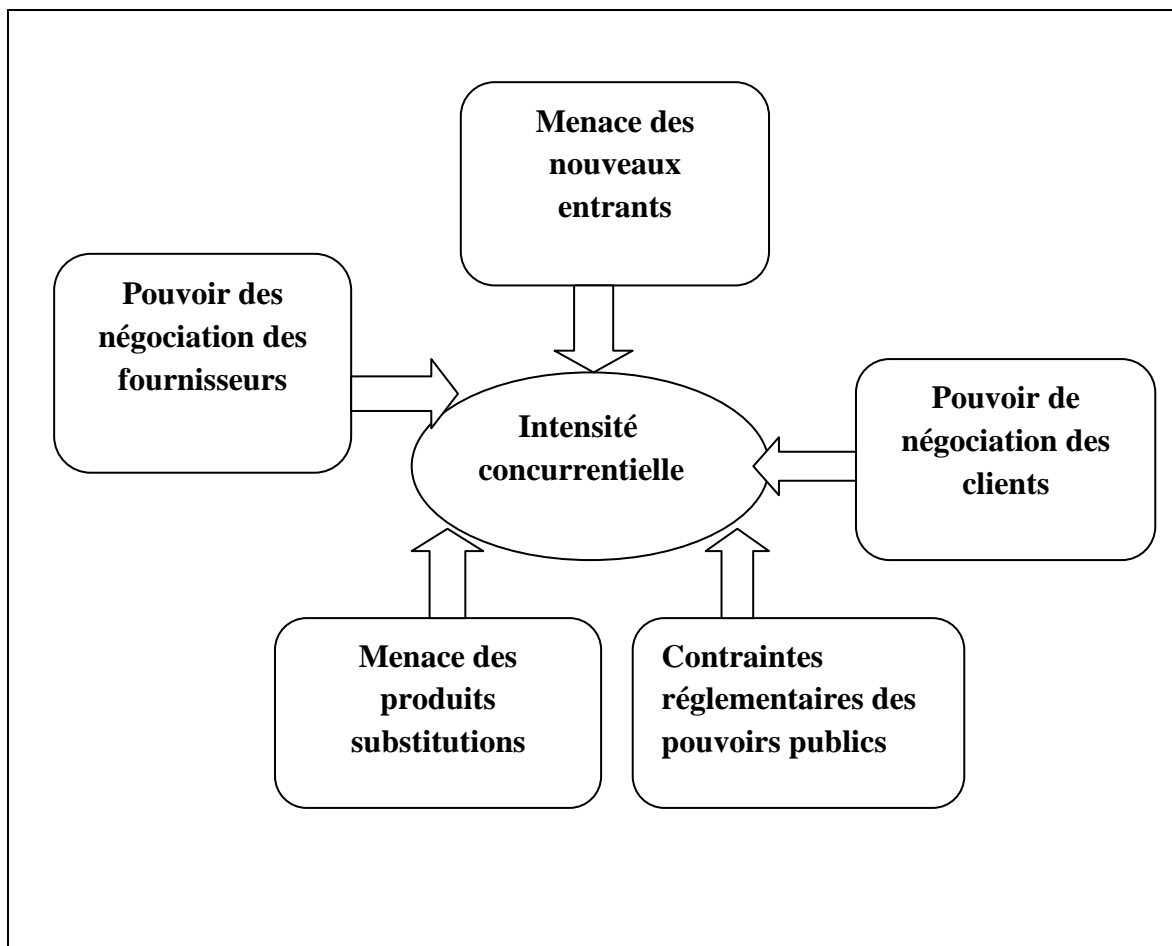 Menace des
nouveaux
entrants
Pouvoir des
négociation des
fournisseurs
Intensité
concurrentielle
Pouvoir de
négociation des
clients
Menace des
produits
substitutions
Contraintes
réglementaires des
pouvoirs publics